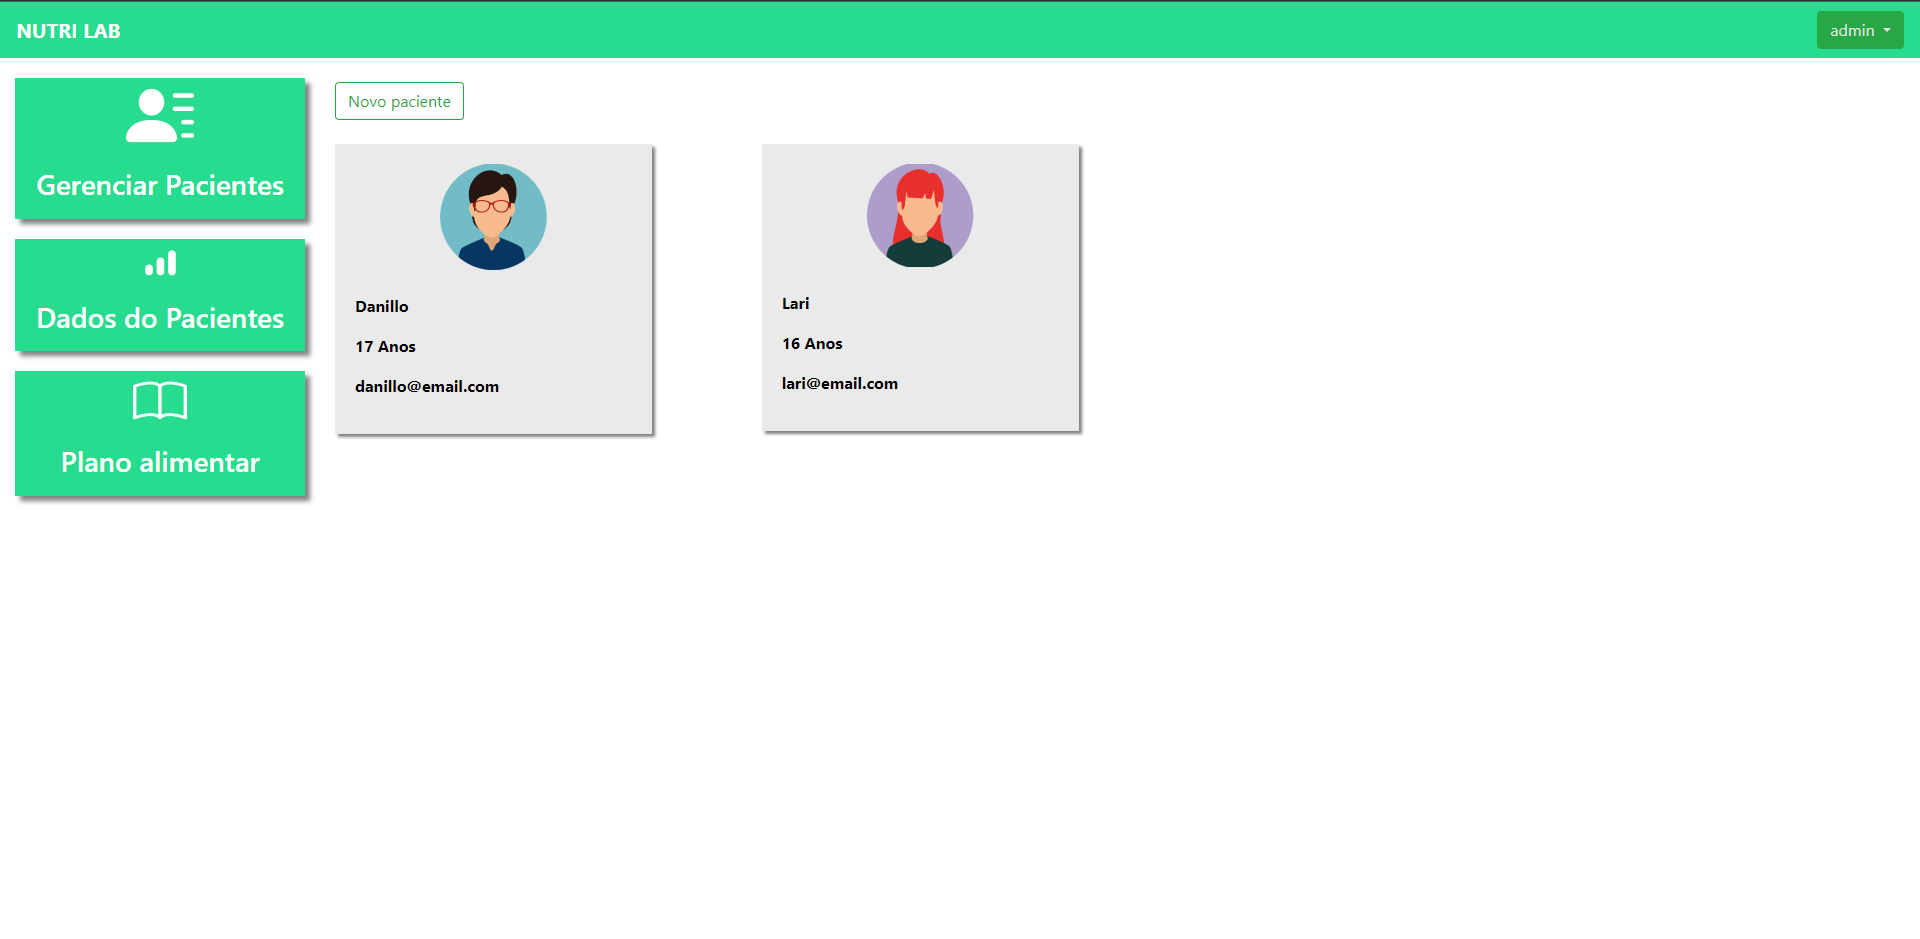 NUTRI LAB
admin
Gerenciar Pacientes
Dados do Pacientes
Plano alimentar
Novo paciente
Danillo
17 Anos
danillo@email.com
Lari
16 Anos
lari@email.com